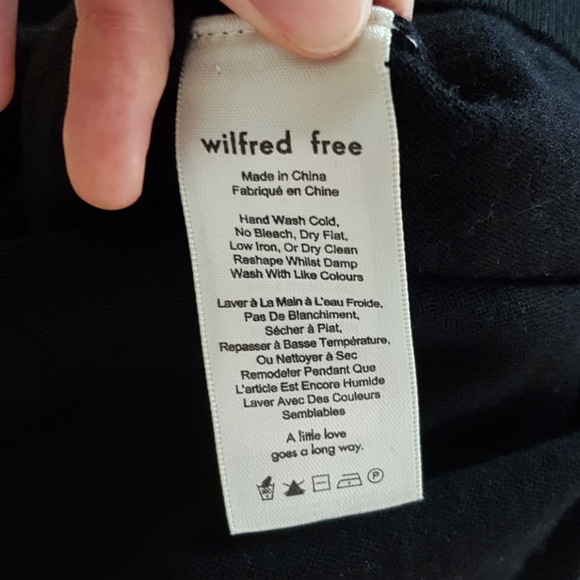 wilfred free
Made in China
Fabriqué en Chine
Hand Wash Cold,
No Bleach, Dry Flat,
Low Iron, Or Dry Clean
Reshape Whilst Damp
Wash With Like Colours
Laver à La Main à L'eau Froide,
Pas De Blanchiment,
Sécher à Plat,
Repasser à Basse Température,
Ou Nettoyer à Sec
Remodeler Pendant Que
L'article Est Encore Humide
Laver Avec Des Couleurs
Semblables
A little love
goes a long way.
P